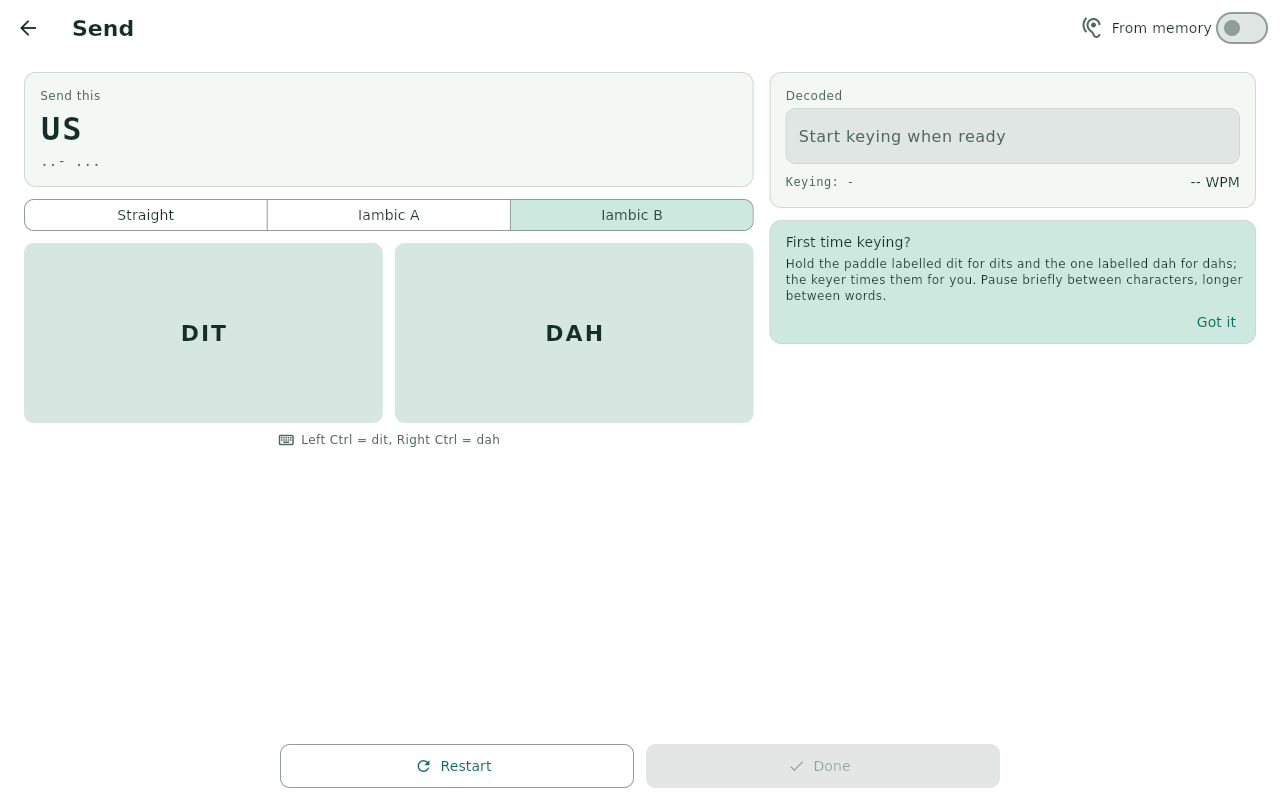 Send
From memory
Send this
US
..- ...
Straight
Iambic A
Iambic B
DIT
DAH
Left Ctrl = dit, Right Ctrl = dah
Decoded
Start keying when ready
Keying: -
-- WPM
First time keying?
Hold the paddle labelled dit for dits and the one labelled dah for dahs;
the keyer times them for you. Pause briefly between characters, longer
between words.
Got it
Restart
Done